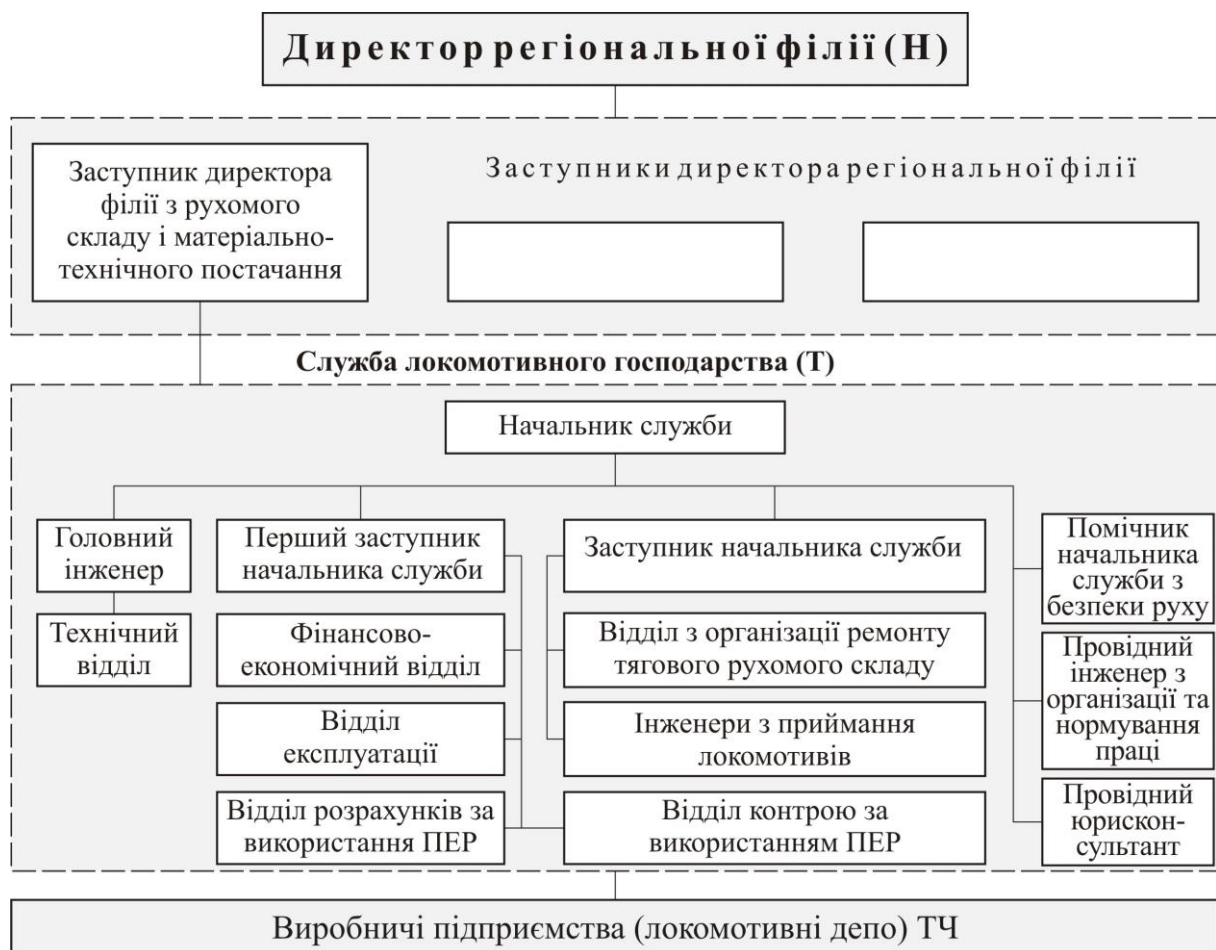 Директор регіональної філії (Н)
Заступник директора
філії з рухомого
складу і матеріально-
технічного постачання
Заступники директора регіональної філії
Служба локомотивного господарства (Т)
Начальник служби
Головний
інженер
Перший заступник
начальника служби
Заступник начальника служби
Помічник
начальника
служби з
безпеки руху
Технічний
відділ
Фінансово-
економічний відділ
Відділ з організації ремонту
тягового рухомого складу
Провідний
інженер з
організації та
нормування
праці
Відділ
експлуатації
Інженери з приймання
локомотивів
Відділ розрахунків за
використання ПЕР
Відділ контрою за
використанням ПЕР
Провідний
юрискон-
сультант
Виробничі підприємства (локомотивні депо) ТЧ